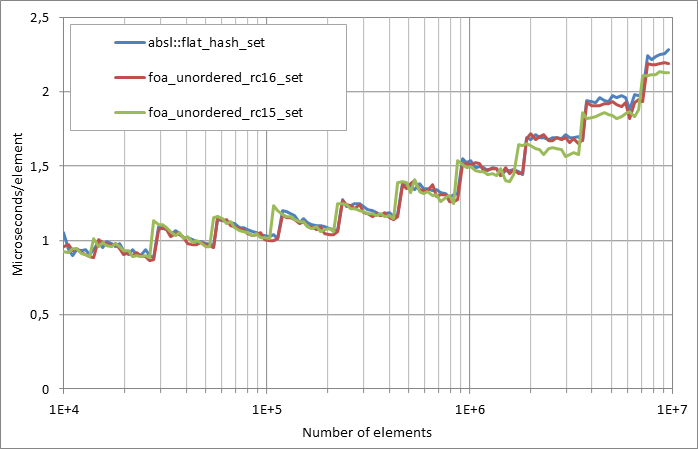 2,5
absl::flat_hash_set
foa_unordered_rc16_set
foa_unordered_rc15_set
2
1,5
1
0,5
0
Microseconds/element
1E+4 1E+5 1E+6 1E+7
Number of elements